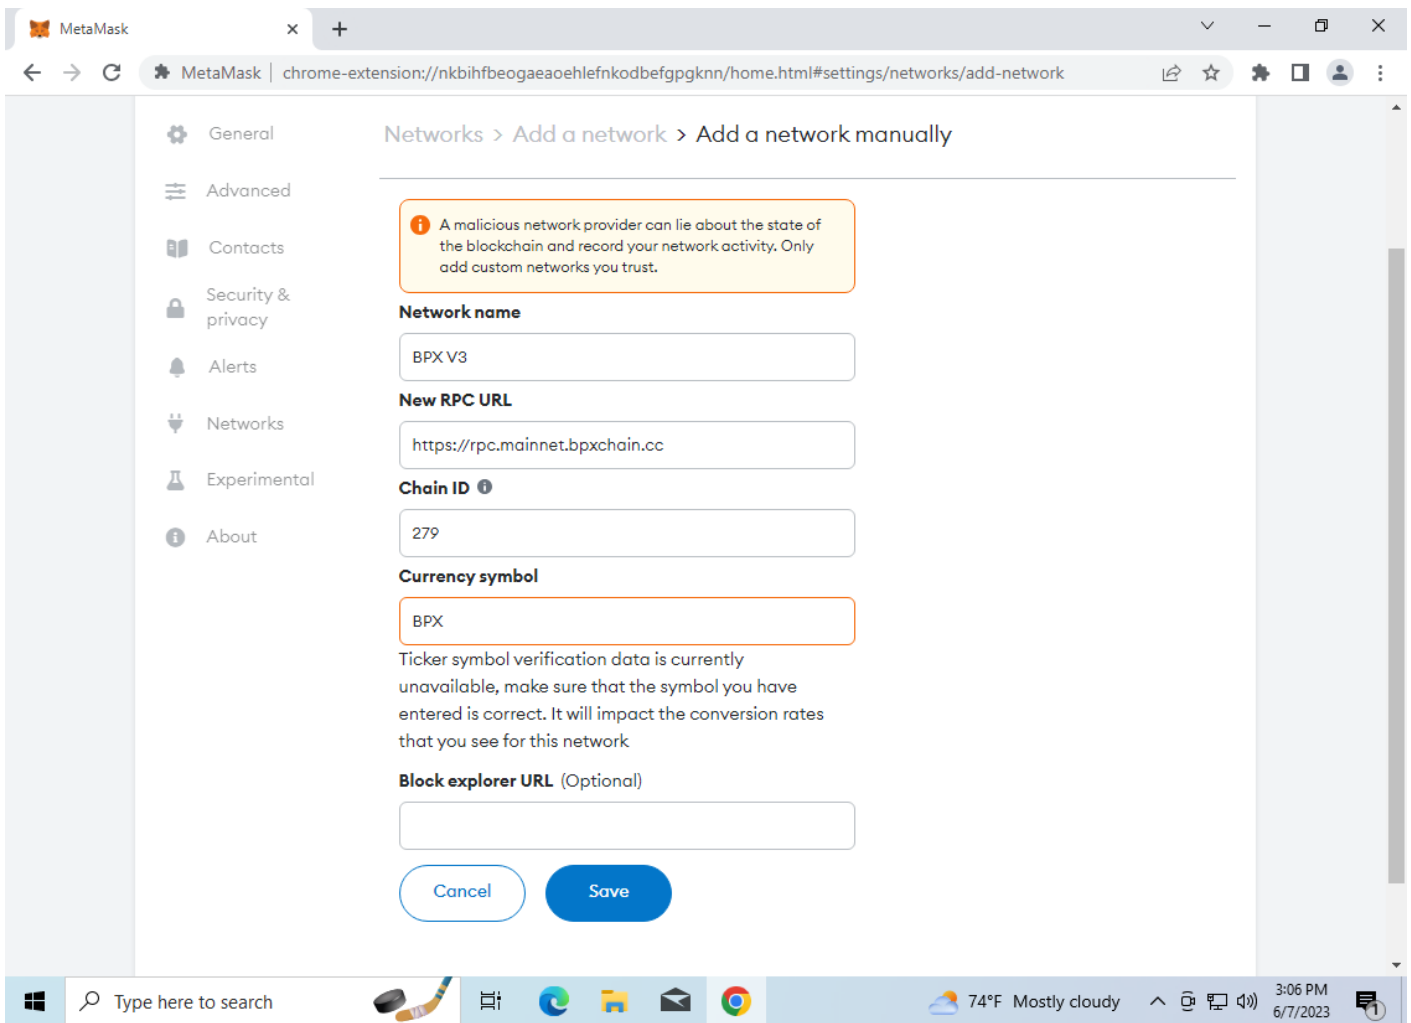 MetaMask
MetaMask | chrome-extension://nkbihfbeogaeaoehlefnkodbefgpgknn/home.html#settings/networks/add-network
General
Advanced
Contacts
Security &
privacy
Alerts
Networks
Experimental
About
Networks > Add a network > Add a network manually
A malicious network provider can lie about the state of
the blockchain and record your network activity. Only
add custom networks you trust.
Network name
BPX V3
New RPC URL
https://rpc.mainnet.bpxchain.cc
Chain ID
279
Currency symbol
BPX
Ticker symbol verification data is currently
unavailable, make sure that the symbol you have
entered is correct. It will impact the conversion rates
that you see for this network
Block explorer URL (Optional)
Cancel
Save
Type here to search
74°F Mostly cloudy
3:06 PM
6/7/2023
1